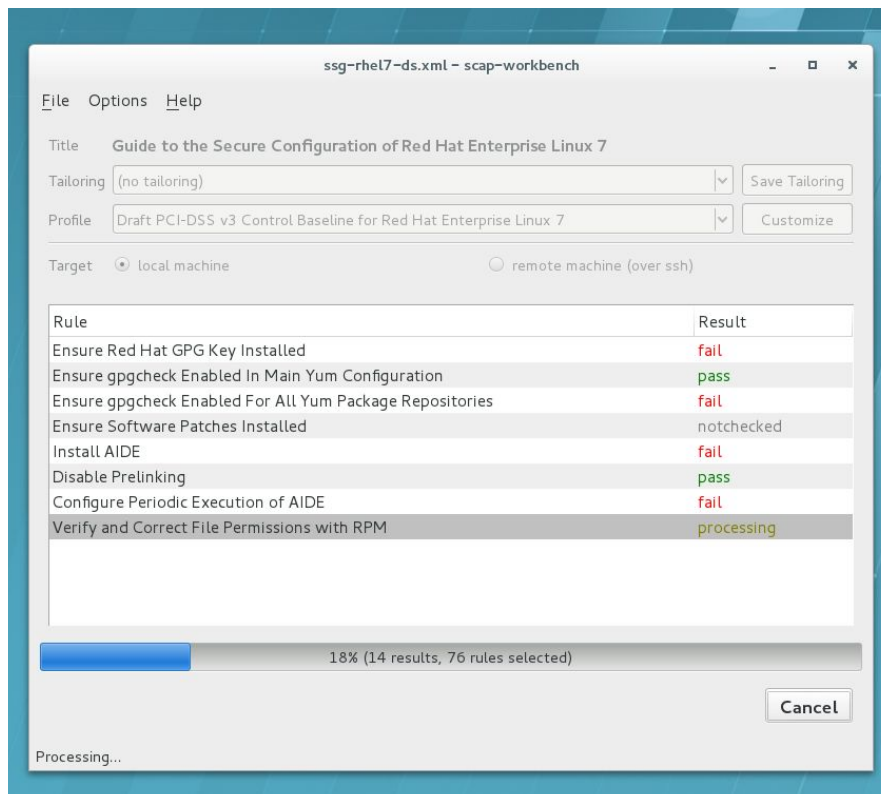 ssg-rhel7-ds.xml - scap-workbench
File Options Help
Title Guide to the Secure Configuration of Red Hat Enterprise Linux 7
Tailoring (no tailoring) Save Tailoring
Profile Draft PCI-DSS v3 Control Baseline for Red Hat Enterprise Linux 7 Customize
Target local machine remote machine (over ssh)
Rule Result
Ensure Red Hat GPG Key Installed fail
Ensure gpgcheck Enabled In Main Yum Configuration pass
Ensure gpgcheck Enabled For All Yum Package Repositories fail
Ensure Software Patches Installed notchecked
Install AIDE fail
Disable Prelinking pass
Configure Periodic Execution of AIDE fail
Verify and Correct File Permissions with RPM processing
18% (14 results, 76 rules selected)
Cancel
Processing...